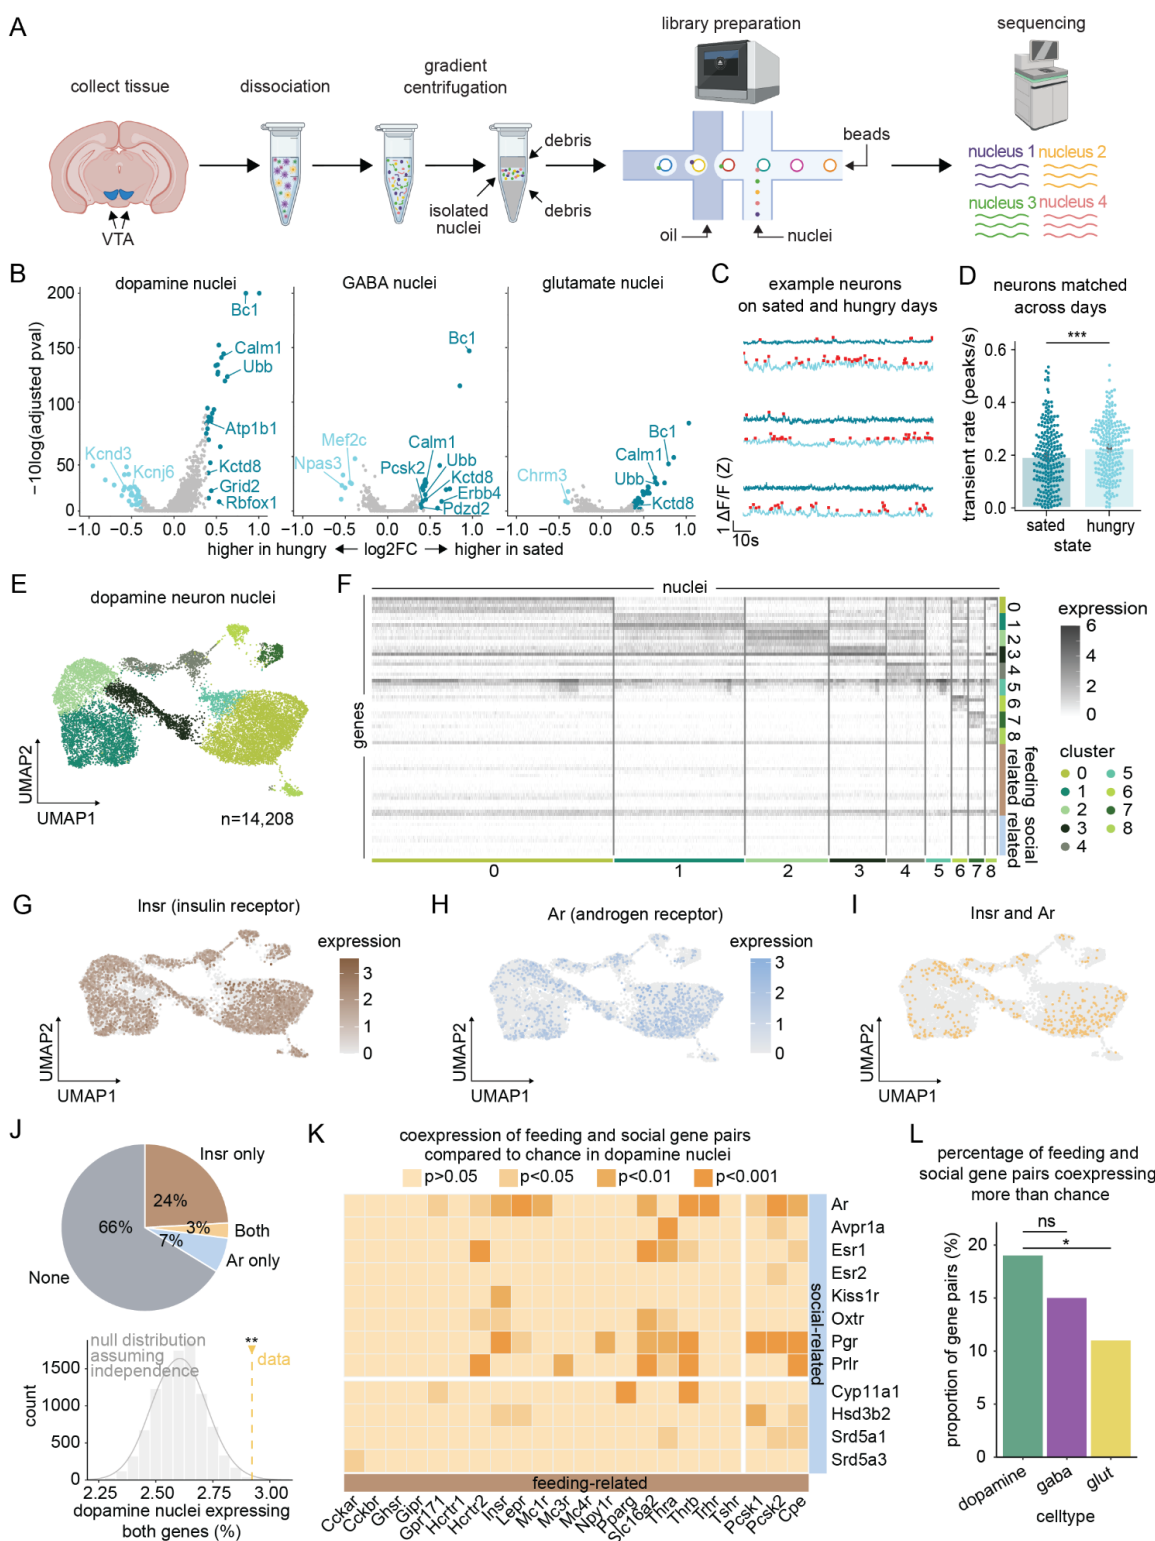 A
collect tissue
dissociation
gradient
centrifugation
library preparation
sequencing
VTA
isolated
nuclei
debris
debris
beads
oil
nuclei
nucleus 1
nucleus 2
nucleus 3
nucleus 4
B
dopamine nuclei
GABA nuclei
glutamate nuclei
−10log(adjusted pval)
200
150
100
50
0
Bc1
Calm1
Ubb
Atp1b1
Kcnd3
Kcnj6
Kctd8
Grid2
Rbfox1
Bc1
Mef2c
Npas3
Calm1
Pcsk2
Ubb
Kctd8
Erbb4
Pdzd2
Bc1
Calm1
Ubb
Chrm3
Kctd8
-1.0 -0.5 0.0 0.5 1.0
-1.0 -0.5 0.0 0.5 1.0
-1.0 -0.5 0.0 0.5 1.0
higher in hungry log2FC higher in sated
C
example neurons
on sated and hungry days
1 ΔF/F (Z)
10s
D
neurons matched
across days
***
transient rate (peaks/s)
0.6
0.4
0.2
0.0
sated hungry
state
E
dopamine neuron nuclei
UMAP2
UMAP1
n=14,208
F
nuclei
genes
0
1
2
3
4
5
6
7
8
feeding
related
social
related
0 1 2 3 4 5 6 7 8
expression
6
4
2
0
cluster
0 5
1 6
2 7
3 8
4
G
Insr (insulin receptor)
expression
3
2
1
0
UMAP2
UMAP1
H
Ar (androgen receptor)
expression
3
2
1
0
UMAP2
UMAP1
I
Insr and Ar
UMAP2
UMAP1
J
Insr only
24%
3%
Both
7%
Ar only
66%
None
null distribution
assuming
independence
**
data
count
1500
1000
500
0
2.25 2.50 2.75 3.00
dopamine nuclei expressing
both genes (%)
K
coexpression of feeding and social gene pairs
compared to chance in dopamine nuclei
p>0.05 p<0.05 p<0.01 p<0.001
Ar
Avpr1a
Esr1
Esr2
Kiss1r
Oxtr
Pgr
Prlr
Cyp11a1
Hsd3b2
Srd5a1
Srd5a3
social-related
feeding-related
Cckar
Cckbr
Ghsr
Glpr
Gpr171
Hcrtr1
Hcrtr2
Insr
Lepr
Mc1r
Mc3r
Mc4r
Npy1r
Pparg
Slc16a2
Thra
Thrb
Trhr
Tshr
Pcsk1
Pcsk2
Cpe
L
percentage of feeding and
social gene pairs coexpressing
more than chance
ns
*
proportion of gene pairs (%)
20
15
10
5
0
dopamine
gaba
glut
celltype